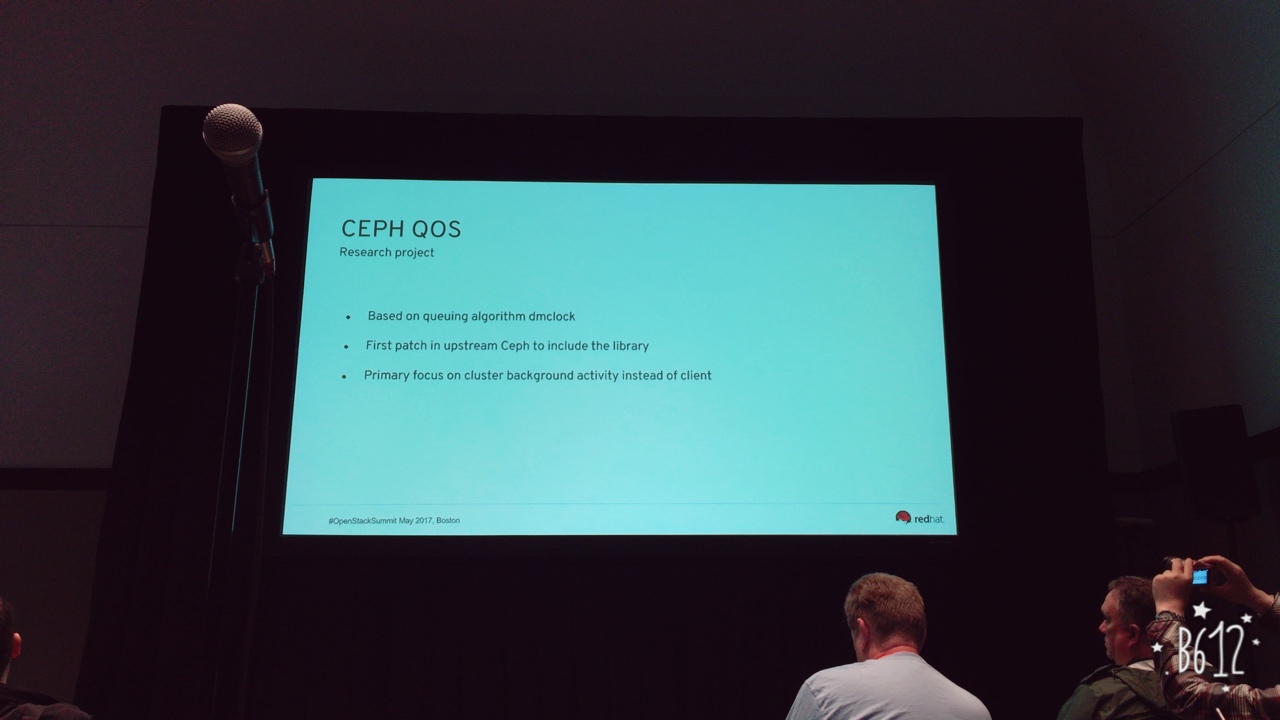 CEPH QOS
Research project
• Based on queuing algorithm dmclock
• First patch in upstream Ceph to include the library
• Primary focus on cluster background activity instead of client
#OpenStackSummit May 2017, Boston
redhat.
B612